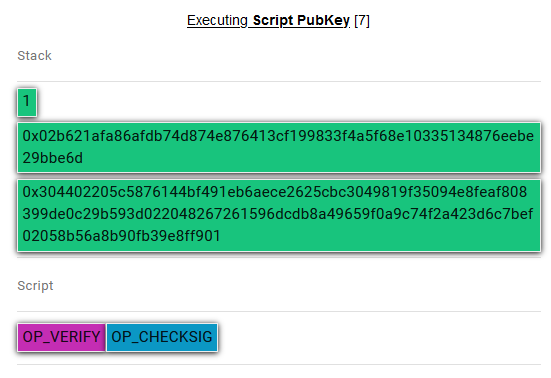 Executing Script PubKey [7]
Stack
1
0x02b621afa86afdb74d874e876413cf199833f4a5f68e10335134876eebe
29bbe6d
0x304402205c5876144bf491eb6aece2625cbc3049819f35094e8feaf808
399de0c29b593d022048267261596dcdb8a49659f0a9c74f2a423d6c7bef
02058b56a8b90fb39e8ff901
Script
OP_VERIFY OP_CHECKSIG